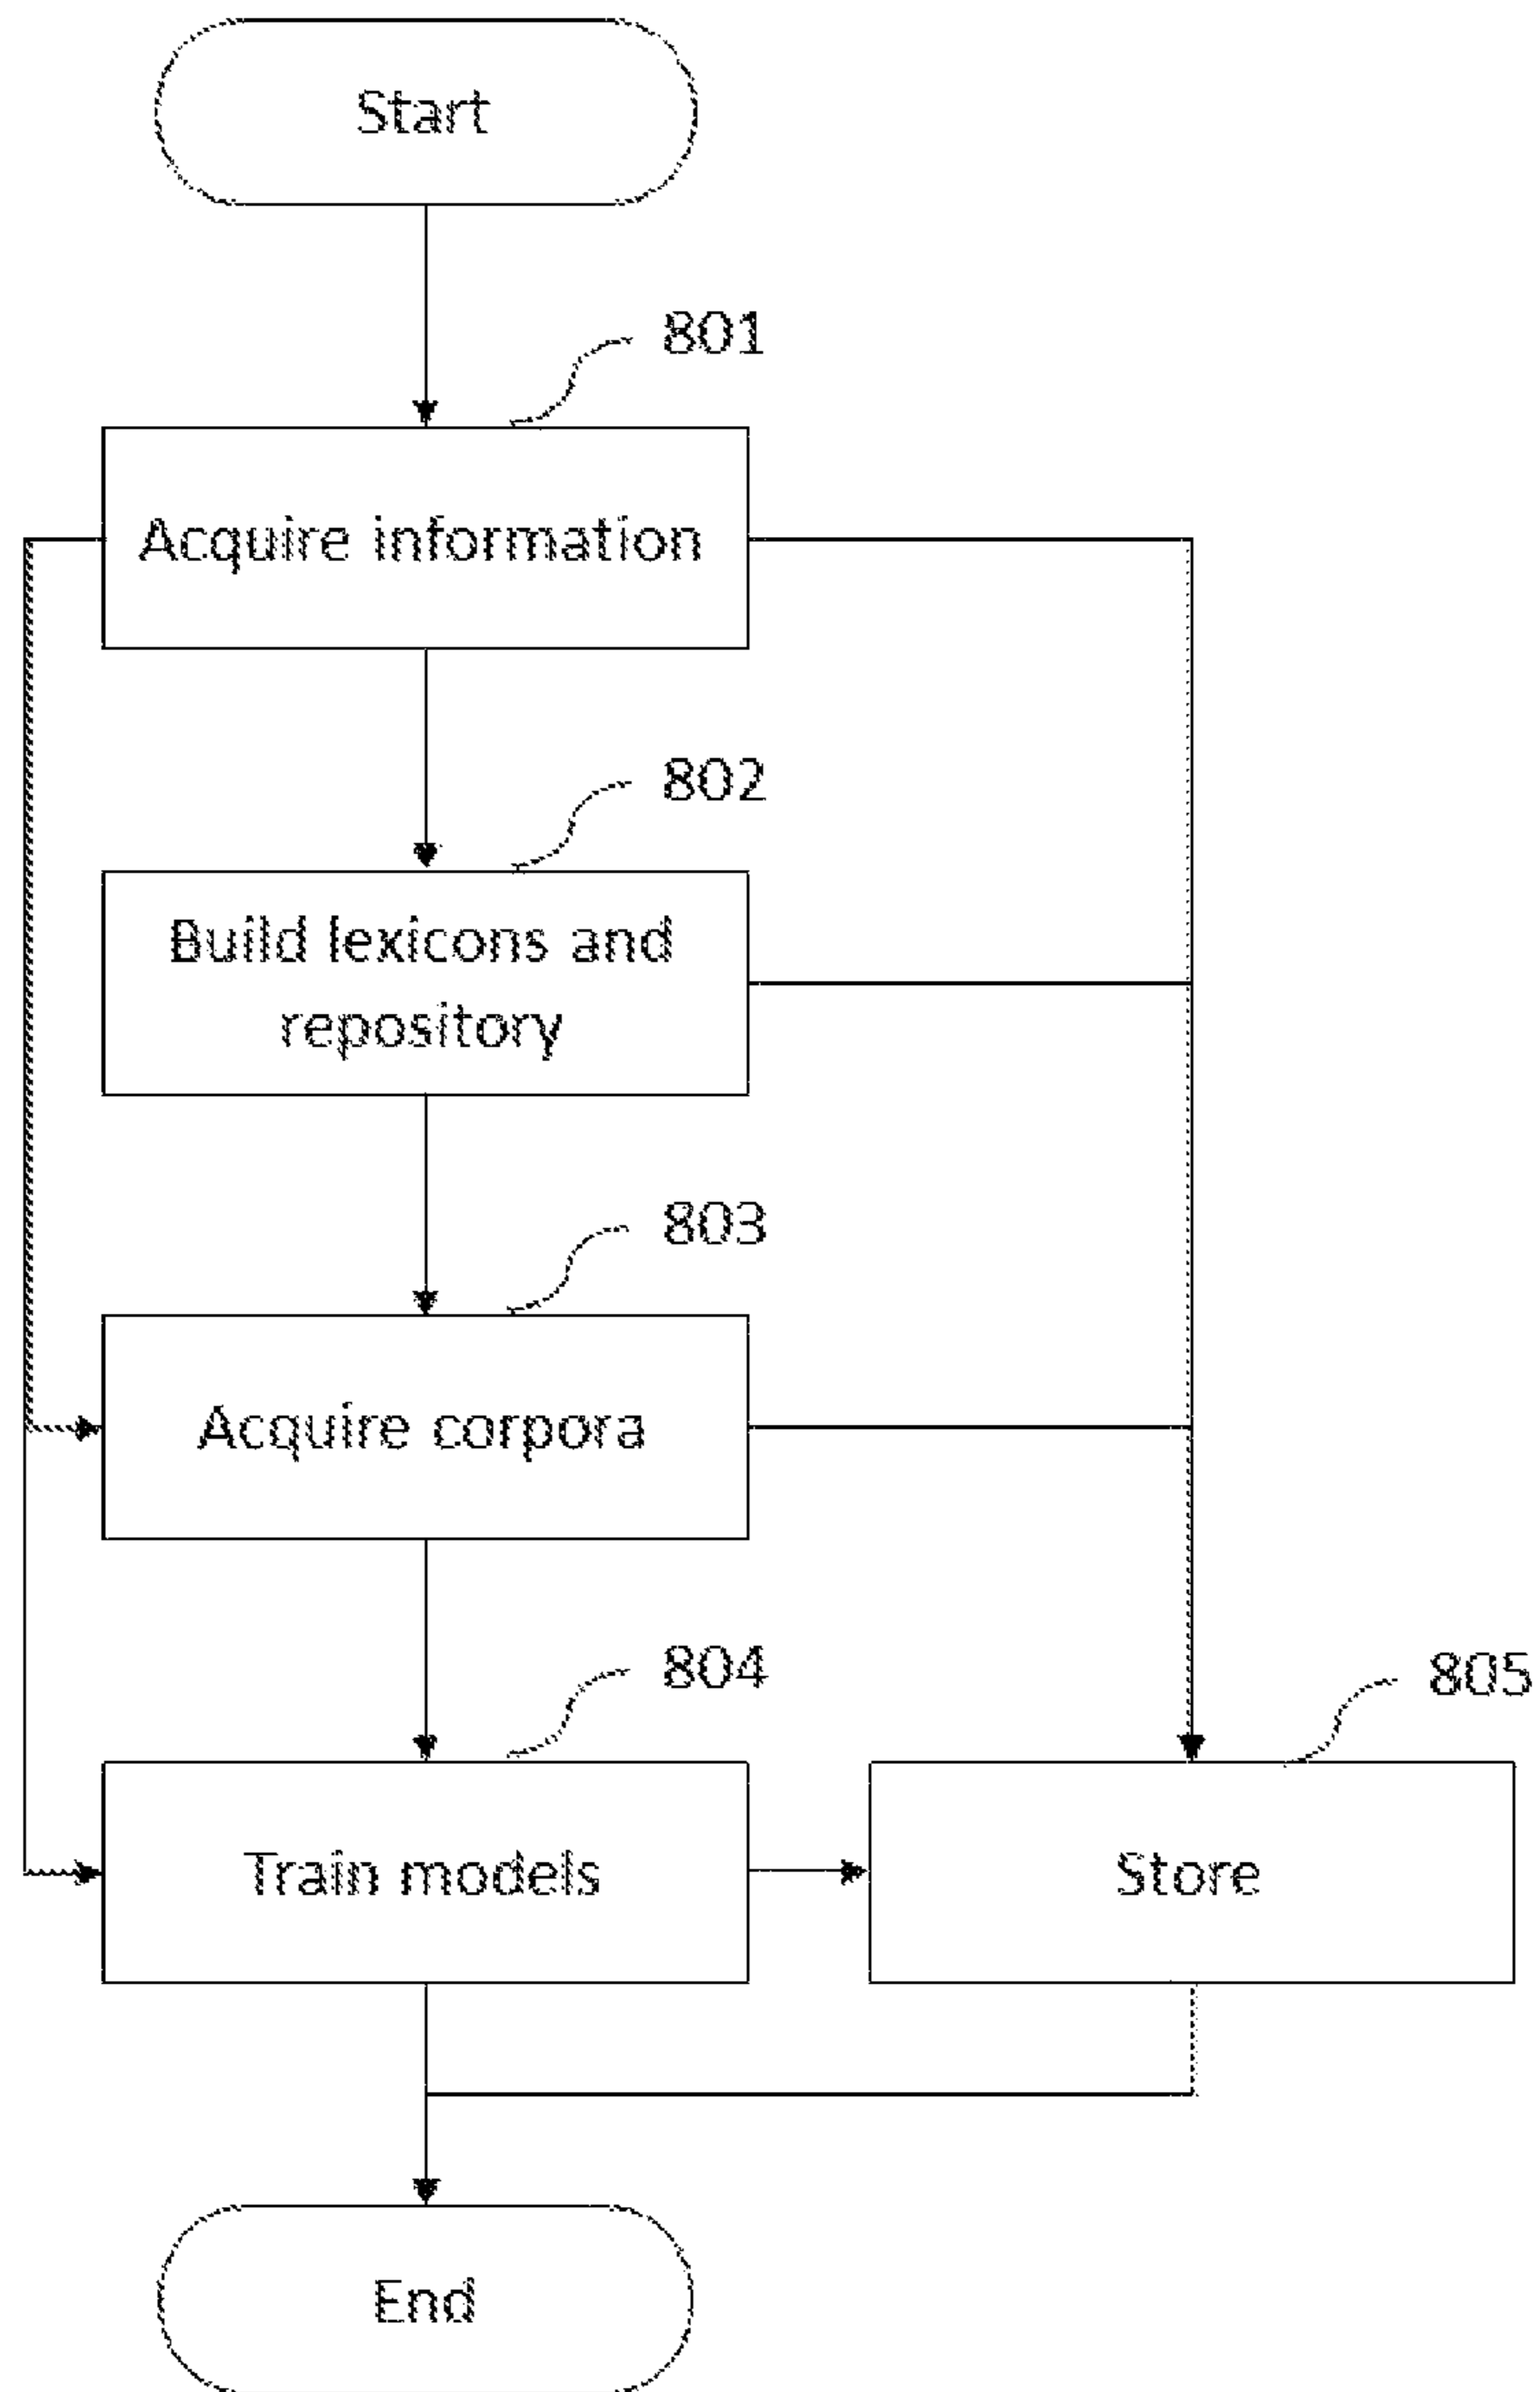 Start
801
Acquire information
802
Build lexicons and
repository
803
Acquire corpora
804
805
Train models
Store
End